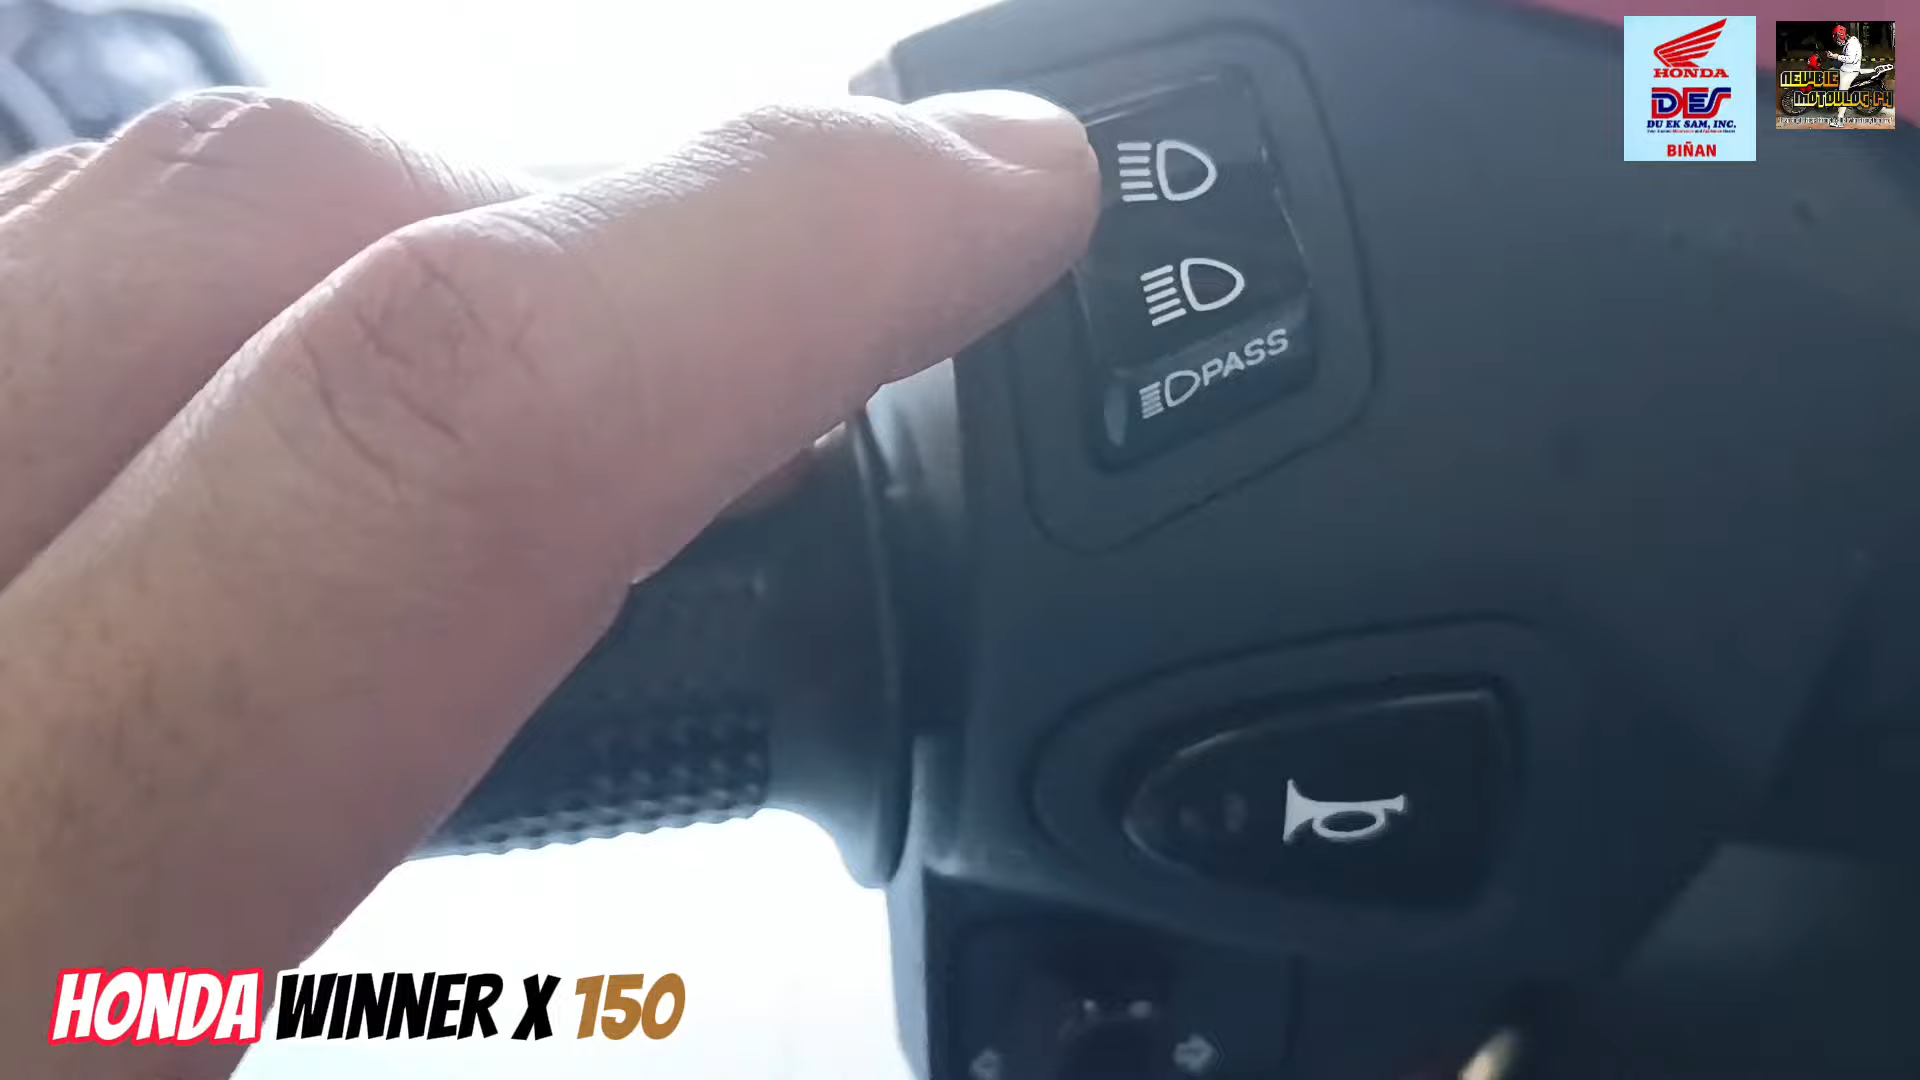 HONDA
DES
DU EK SAM, INC.
BIÑAN
NEWBIE
MOTOVLOG.PH
PASS
HONDA WINNER X 150